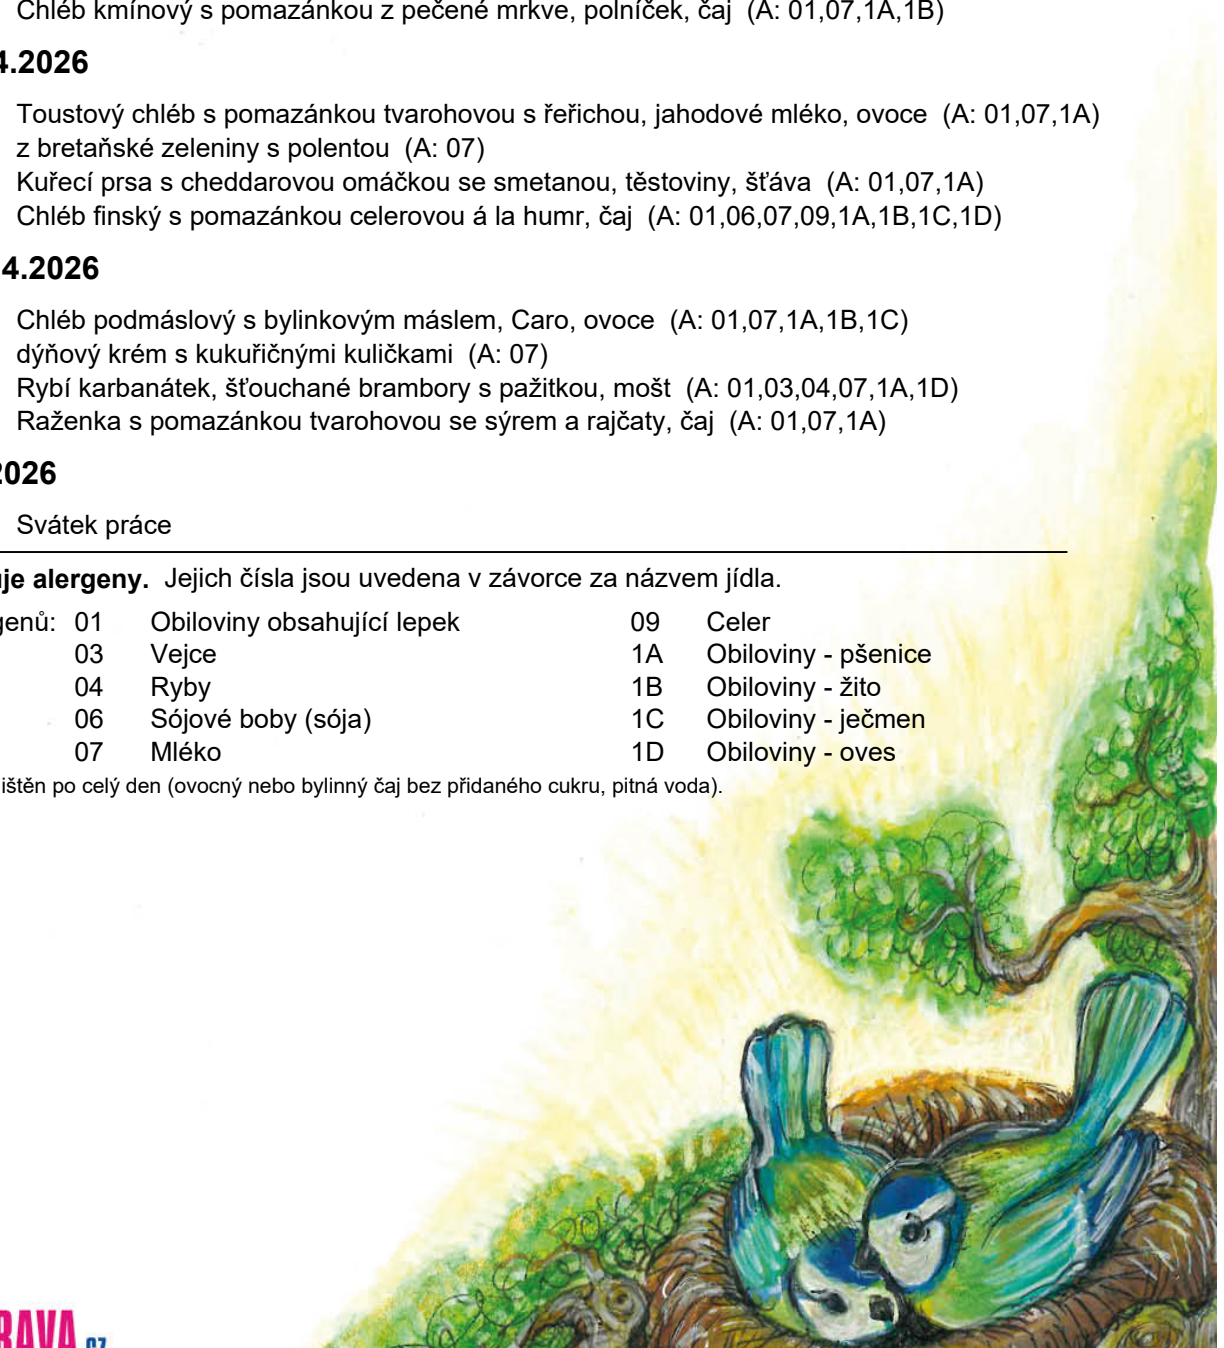 Chléb kmínový s pomazánkou z pečené mrkve, polníček, čaj (A: 01,07,1A,1B)
4.2026
Toustový chléb s pomazánkou tvarohovou s řeřichou, jahodové mléko, ovoce (A: 01,07,1A)
z bretaňské zeleniny s polentou (A: 07)
Kuřecí prsa s cheddarovou omáčkou se smetanou, těstoviny, šťáva (A: 01,07,1A)
Chléb finský s pomazánkou celerovou á la humr, čaj (A: 01,06,07,09,1A,1B,1C,1D)
4.2026
Chléb podmáslový s bylinkovým máslem, Caro, ovoce (A: 01,07,1A,1B,1C)
dýňový krém s kukuřičnými kuličkami (A: 07)
Rybí karbanátek, šťouchané brambory s pažitkou, mošt (A: 01,03,04,07,1A,1D)
Raženka s pomazánkou tvarohovou se sýrem a rajčaty, čaj (A: 01,07,1A)
2026
Svátek práce
uje alergeny. Jejich čísla jsou uvedena v závorce za názvem jídla.
genů: 01 Obiloviny obsahující lepek 09 Celer
03 Vejce 1A Obiloviny - pšenice
04 Ryby 1B Obiloviny - žito
06 Sójové boby (sója) 1C Obiloviny - ječmen
07 Mléko 1D Obiloviny - oves
ištěn po celý den (ovocný nebo bylinný čaj bez přidaného cukru, pitná voda).
RAVA.cz